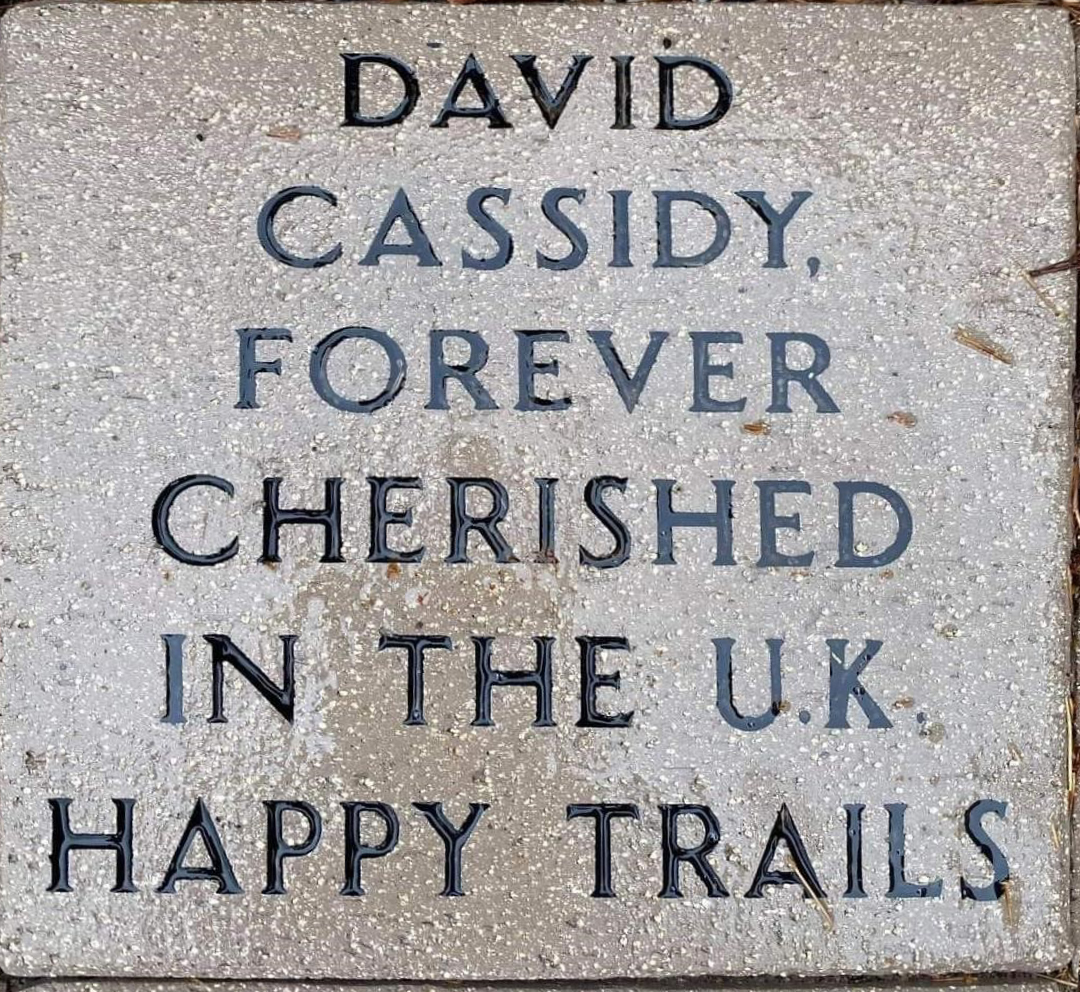 DAVID
CASSIDY,
FOREVER
CHERISHED
IN THE U.K.
HAPPY TRAILS